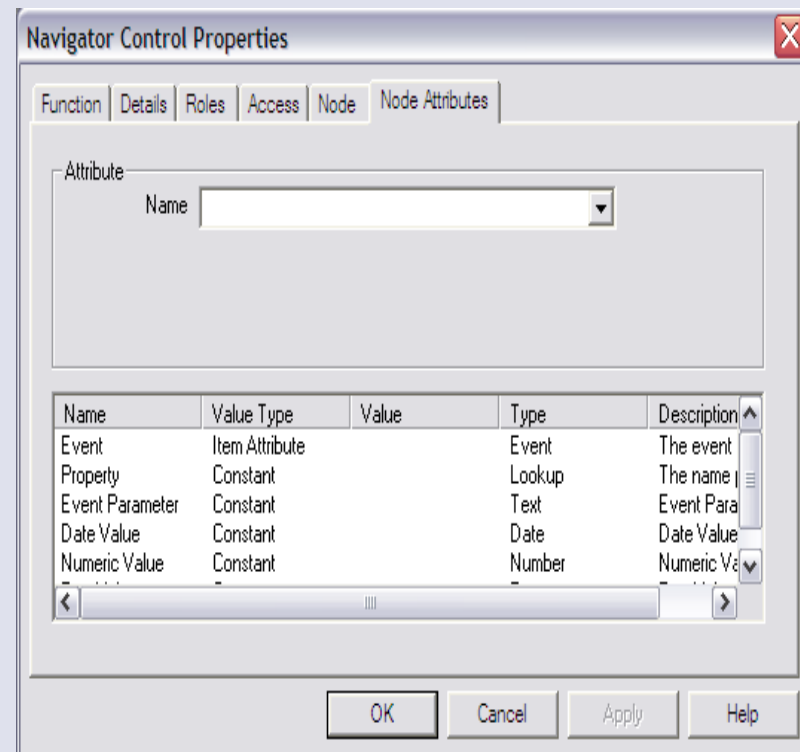 Navigator Control Properties
Function Details Roles Access Node Node Attributes
Attribute
Name
Name Value Type Value Type Description
Event Item Attribute Event The event
Property Constant Lookup The name
Event Parameter Constant Text Event Para
Date Value Constant Date Date Value
Numeric Value Constant Number Numeric Va
OK Cancel Apply Help